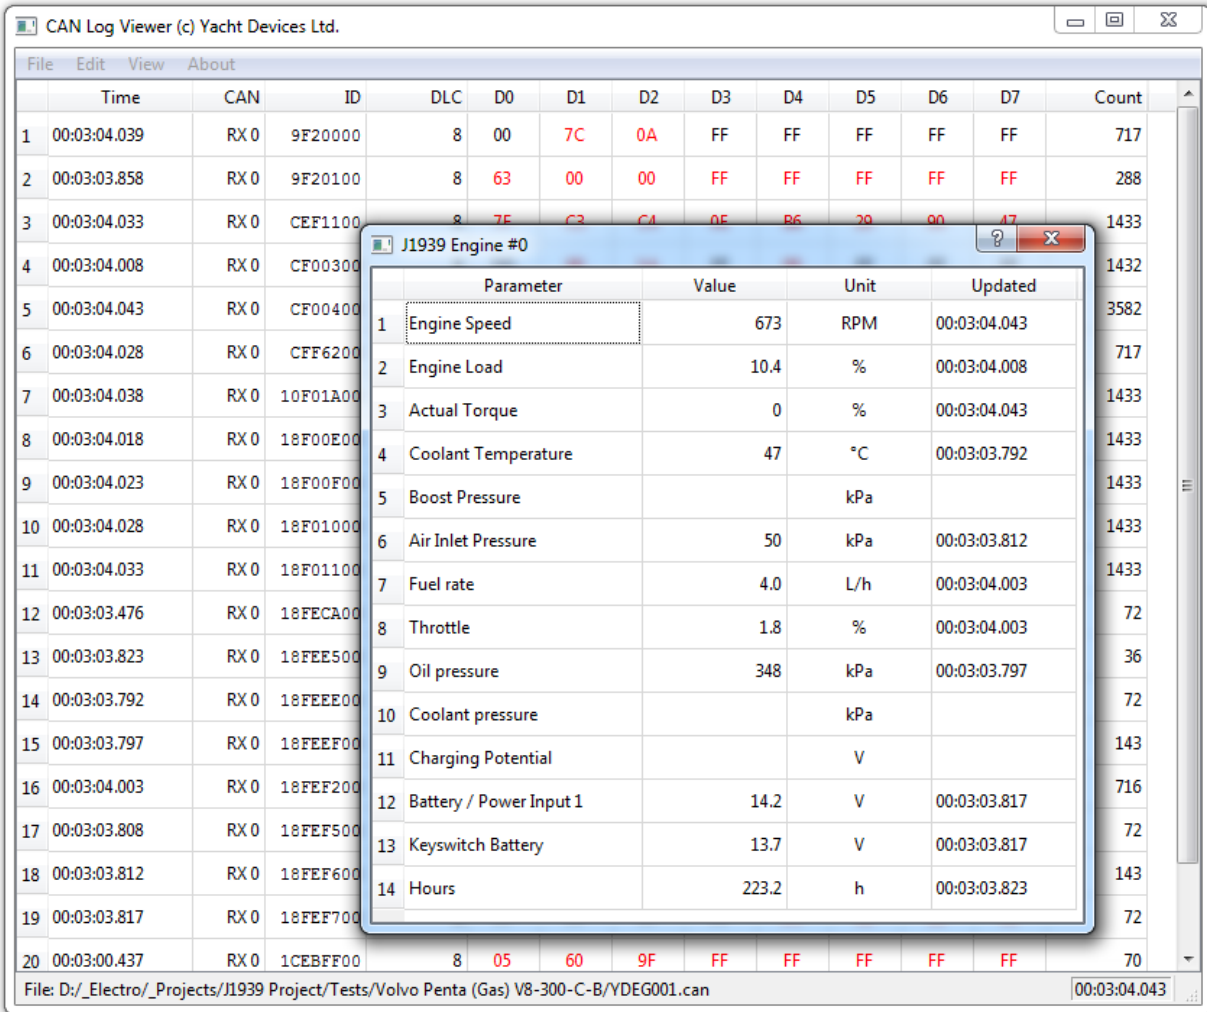 CAN Log Viewer (c) Yacht Devices Ltd.
File Edit View About
Time CAN ID DLC D0 D1 D2 D3 D4 D5 D6 D7 Count
1 00:03:04.039 RX 0 9F20000 8 00 7C 0A FF FF FF FF FF 717
2 00:03:03.858 RX 0 9F20100 8 63 00 00 FF FF FF FF FF 288
3 00:03:04.033 RX 0 CEF1100 8 7F C3 C4 0F B6 29 90 47 1433
4 00:03:04.008 RX 0 CF00300 1432
5 00:03:04.043 RX 0 CF00400 3582
6 00:03:04.028 RX 0 CFF6200 717
7 00:03:04.038 RX 0 10F01A00 1433
8 00:03:04.018 RX 0 18F00E00 1433
9 00:03:04.023 RX 0 18F00F00 1433
10 00:03:04.028 RX 0 18F01000 1433
11 00:03:04.033 RX 0 18F01100 1433
12 00:03:03.476 RX 0 18FECA00 72
13 00:03:03.823 RX 0 18FEE500 36
14 00:03:03.792 RX 0 18FEEE00 72
15 00:03:03.797 RX 0 18FEEF00 143
16 00:03:04.003 RX 0 18FEF200 716
17 00:03:03.808 RX 0 18FEF500 72
18 00:03:03.812 RX 0 18FEF600 143
19 00:03:03.817 RX 0 18FEF700 72
20 00:03:00.437 RX 0 1CEBFF00 8 05 60 9F FF FF FF FF FF 70
J1939 Engine #0
Parameter Value Unit Updated
1 Engine Speed 673 RPM 00:03:04.043
2 Engine Load 10.4 % 00:03:04.008
3 Actual Torque 0 % 00:03:04.043
4 Coolant Temperature 47 °C 00:03:03.792
5 Boost Pressure kPa
6 Air Inlet Pressure 50 kPa 00:03:03.812
7 Fuel rate 4.0 L/h 00:03:04.003
8 Throttle 1.8 % 00:03:04.003
9 Oil pressure 348 kPa 00:03:03.797
10 Coolant pressure kPa
11 Charging Potential V
12 Battery / Power Input 1 14.2 V 00:03:03.817
13 Keyswitch Battery 13.7 V 00:03:03.817
14 Hours 223.2 h 00:03:03.823
File: D:/_Electro/_Projects/J1939 Project/Tests/Volvo Penta (Gas) V8-300-C-B/YDEG001.can 00:03:04.043